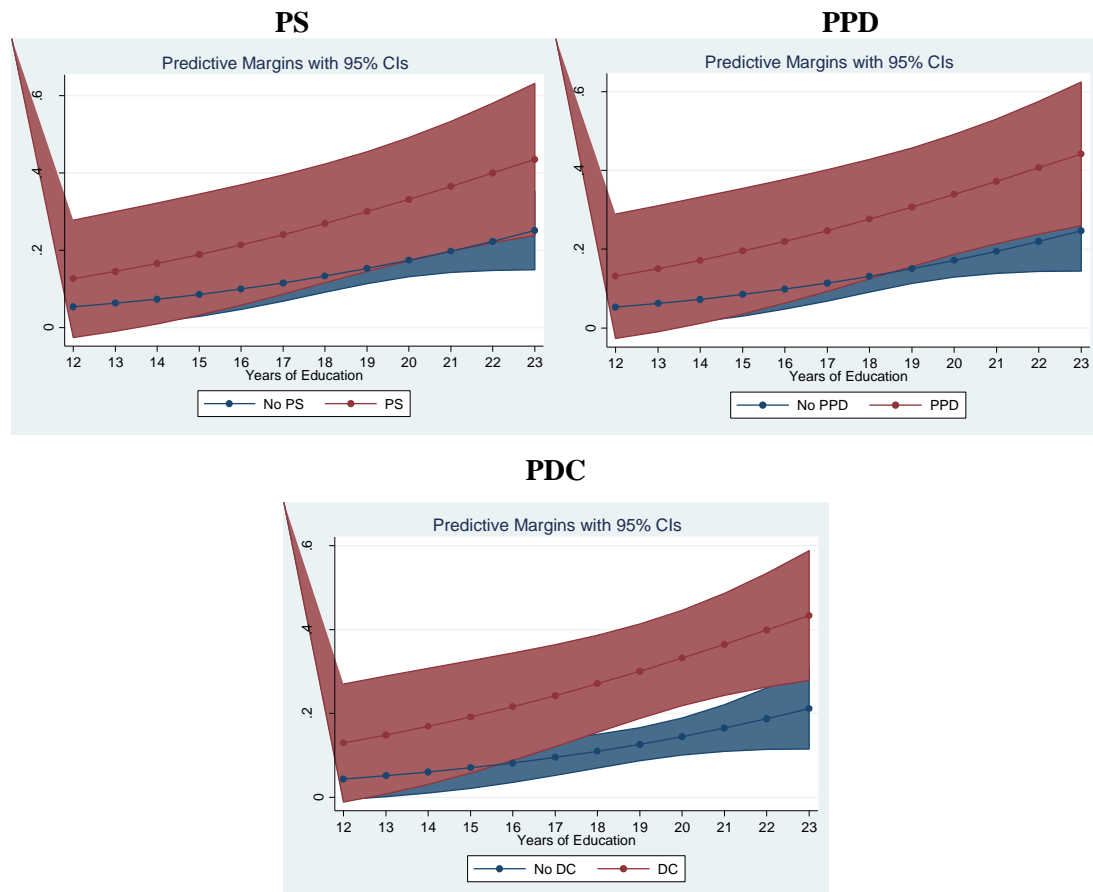 PS
Predictive Margins with 95% CIs
.6
.4
.2
0
12 13 14 15 16 17 18 19 20 21 22 23
Years of Education
No PS PS
PPD
Predictive Margins with 95% CIs
.6
.4
.2
0
12 13 14 15 16 17 18 19 20 21 22 23
Years of Education
No PPD PPD
PDC
Predictive Margins with 95% CIs
.6
.4
.2
0
12 13 14 15 16 17 18 19 20 21 22 23
Years of Education
No DC DC